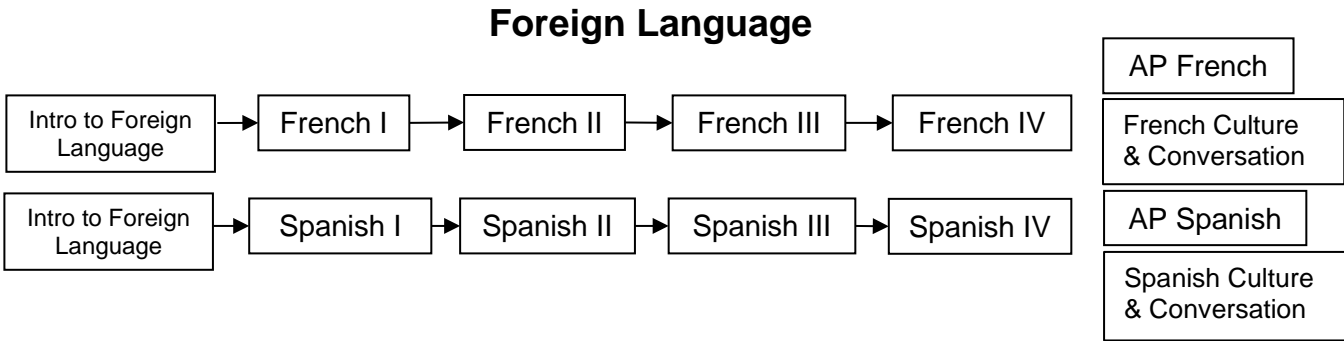 Foreign Language
AP French
Intro to Foreign
Language
French I
French II
French III
French IV
French Culture
& Conversation
Intro to Foreign
Language
Spanish I
Spanish II
Spanish III
Spanish IV
AP Spanish
Spanish Culture
& Conversation